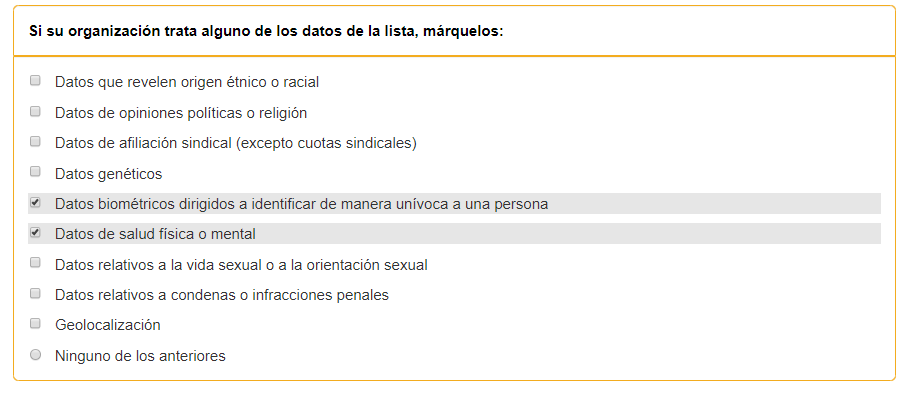 Si su organización trata alguno de los datos de la lista, márquelos:
Datos que revelen origen étnico o racial
Datos de opiniones políticas o religión
Datos de afiliación sindical (excepto cuotas sindicales)
Datos genéticos
Datos biométricos dirigidos a identificar de manera unívoca a una persona
Datos de salud física o mental
Datos relativos a la vida sexual o a la orientación sexual
Datos relativos a condenas o infracciones penales
Geolocalización
Ninguno de los anteriores